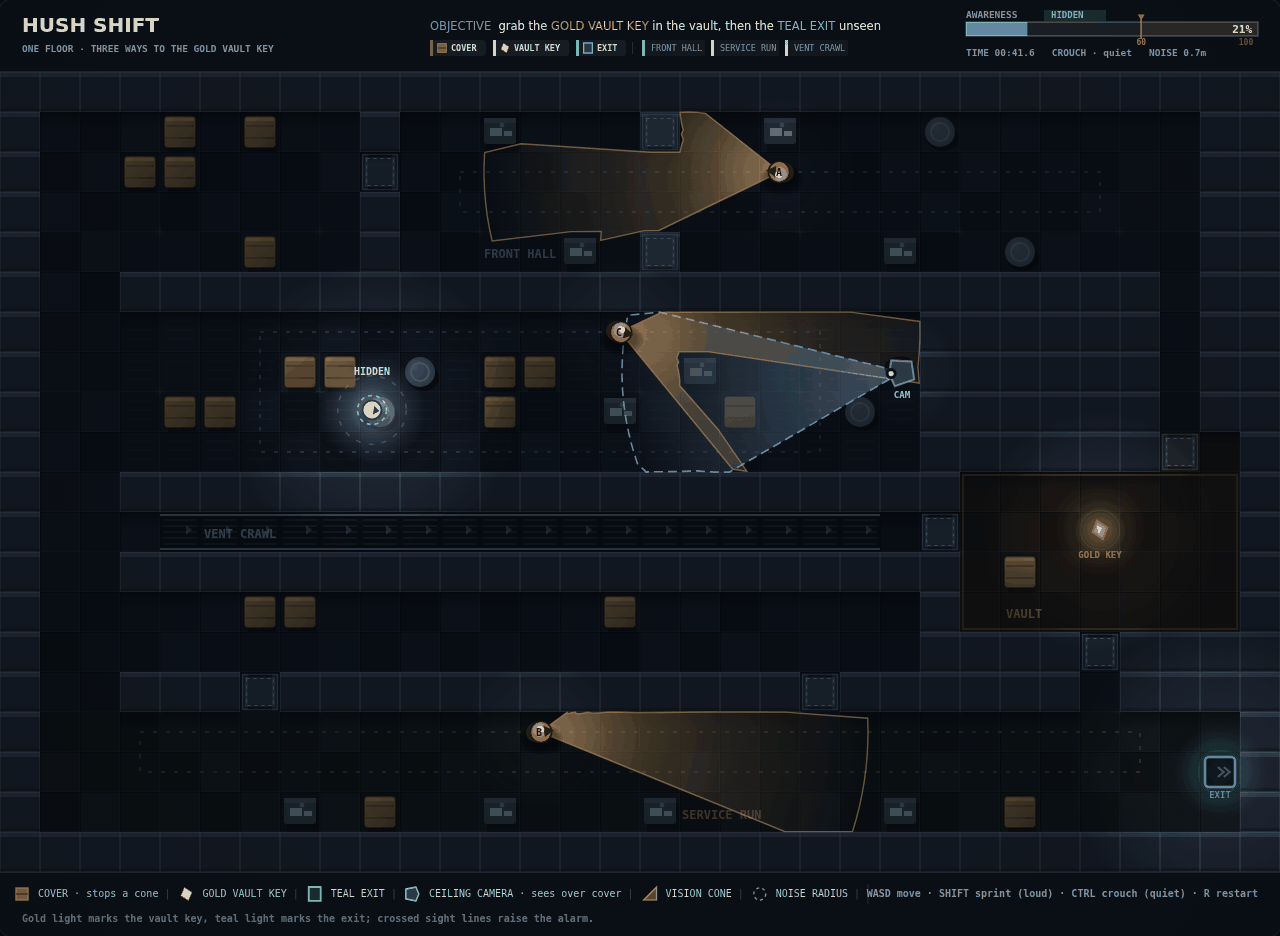 HUSH SHIFT
ONE FLOOR · THREE WAYS TO THE GOLD VAULT KEY
OBJECTIVE grab the GOLD VAULT KEY in the vault, then the TEAL EXIT unseen
COVER VAULT KEY EXIT FRONT HALL SERVICE RUN VENT CRAWL
AWARENESS HIDDEN
21%
60 100
TIME 00:41.6 CROUCH · quiet NOISE 0.7m
A
FRONT HALL
C
HIDDEN
CAM
VENT CRAWL
GOLD KEY
VAULT
B
EXIT
SERVICE RUN
COVER · stops a cone | GOLD VAULT KEY | TEAL EXIT | CEILING CAMERA · sees over cover | VISION CONE | NOISE RADIUS | WASD move · SHIFT sprint (loud) · CTRL crouch (quiet) · R restart
Gold light marks the vault key, teal light marks the exit; crossed sight lines raise the alarm.